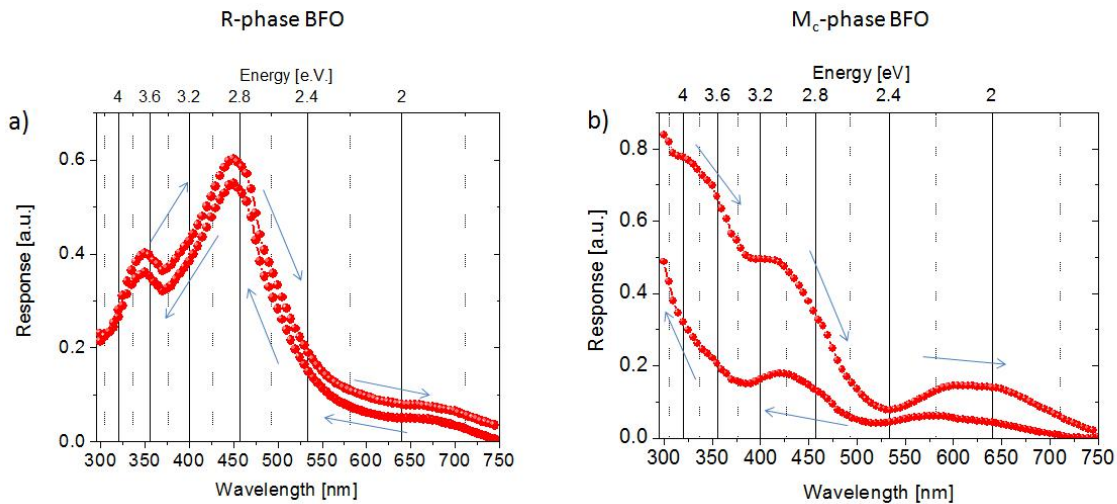 R-phase BFO
Mc-phase BFO
a)
Energy [e.V.]
4 3.6 3.2 2.8 2.4 2
Response [a.u.]
0.6
0.4
0.2
0.0
300 350 400 450 500 550 600 650 700 750
Wavelength [nm]
b)
Energy [eV]
4 3.6 3.2 2.8 2.4 2
Response [a.u.]
0.8
0.6
0.4
0.2
0.0
300 350 400 450 500 550 600 650 700 750
Wavelength [nm]